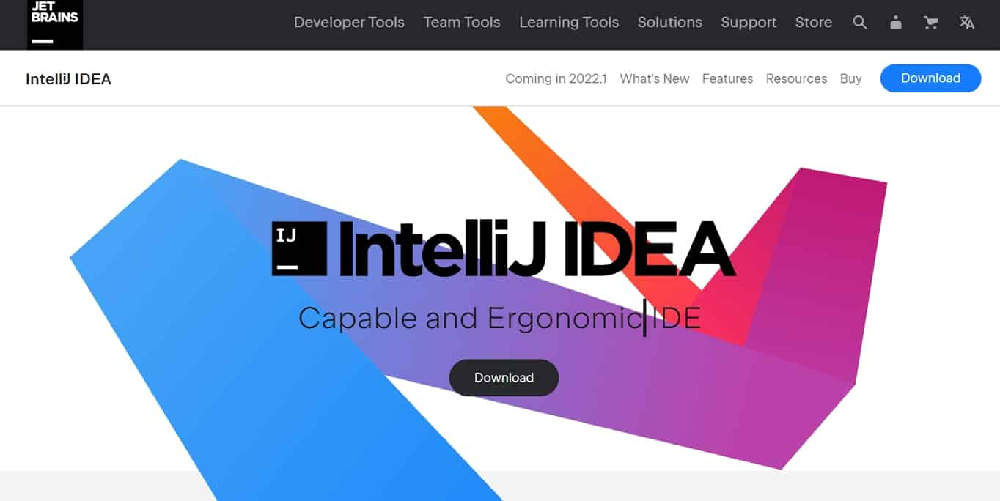 JET
BRAINS
Developer Tools Team Tools Learning Tools Solutions Support Store
IntelliJ IDEA
Coming in 2022.1 What's New Features Resources Buy Download
IJ
IntelliJ IDEA
Capable and Ergonomic IDE
Download